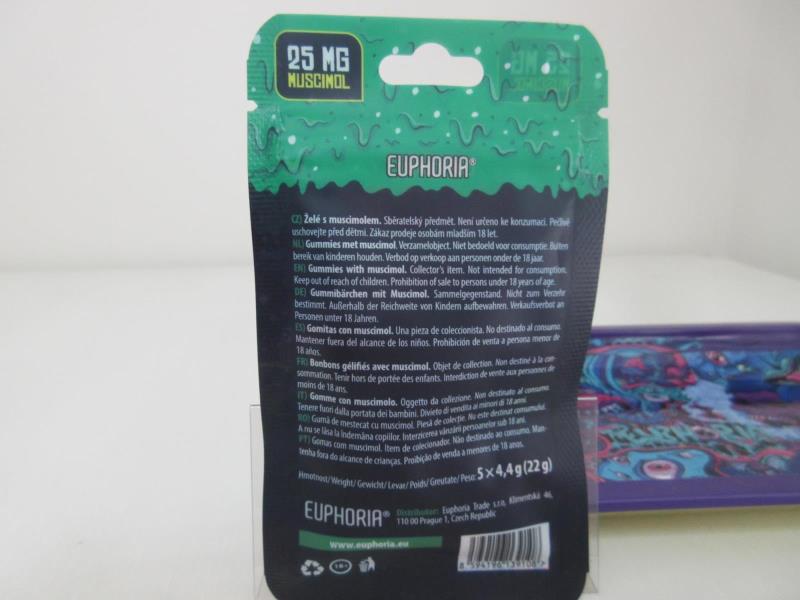 25 MG
MUSCIMOL
EUPHORIA®
CZ) Želé s muscimolem. Sběratelský předmět. Není určeno ke konzumaci. Pečlivě
uschovejte před dětmi. Zákaz prodeje osobám mladším 18 let.
NL) Gummies met muscimol. Verzamelobject. Niet bedoeld voor consumptie. Buiten
bereik van kinderen houden. Verbod op verkoop aan personen onder de 18 jaar.
EN) Gummies with muscimol. Collector's item. Not intended for consumption.
Keep out of reach of children. Prohibition of sale to persons under 18 years of age.
DE) Gummibärchen mit Muscimol. Sammelgegenstand. Nicht zum Verzehr
bestimmt. Außerhalb der Reichweite von Kindern aufbewahren. Verkaufsverbot an
Personen unter 18 Jahren.
ES) Gomitas con muscimol. Una pieza de coleccionista. No destinado al consumo.
Mantener fuera del alcance de los niños. Prohibición de venta a persona menor de
18 años.
FR) Bonbons gélifiés avec muscimol. Objet de collection. Non destiné à la con-
sommation. Tenir hors de portée des enfants. Interdiction de vente aux personnes de
moins de 18 ans.
IT) Gomme con muscimolo. Oggetto da collezione. Non destinato al consumo.
Tenere fuori dalla portata dei bambini. Divieto di vendita ai minori di 18 anni.
RO) Gumă de mestecat cu muscimol. Piesă de colecție. Nu este destinat consumului.
A nu se lăsa la îndemâna copiilor. Interzicerea vânzării persoanelor sub 18 ani.
PT) Gomas com muscimol. Item de colecionador. Não destinado ao consumo. Man-
tenha fora do alcance de crianças. Proibição de venda a menores de 18 anos.
Hmotnost/ Weight/ Gewicht/ Levar/ Poids/ Greutate/ Peso: 5 × 4,4 g (22 g)
EUPHORIA®
Distributor: Euphoria Trade s.r.o, Klimentská 46,
110 00 Prague 1, Czech Republic
www.euphoria.eu
18+